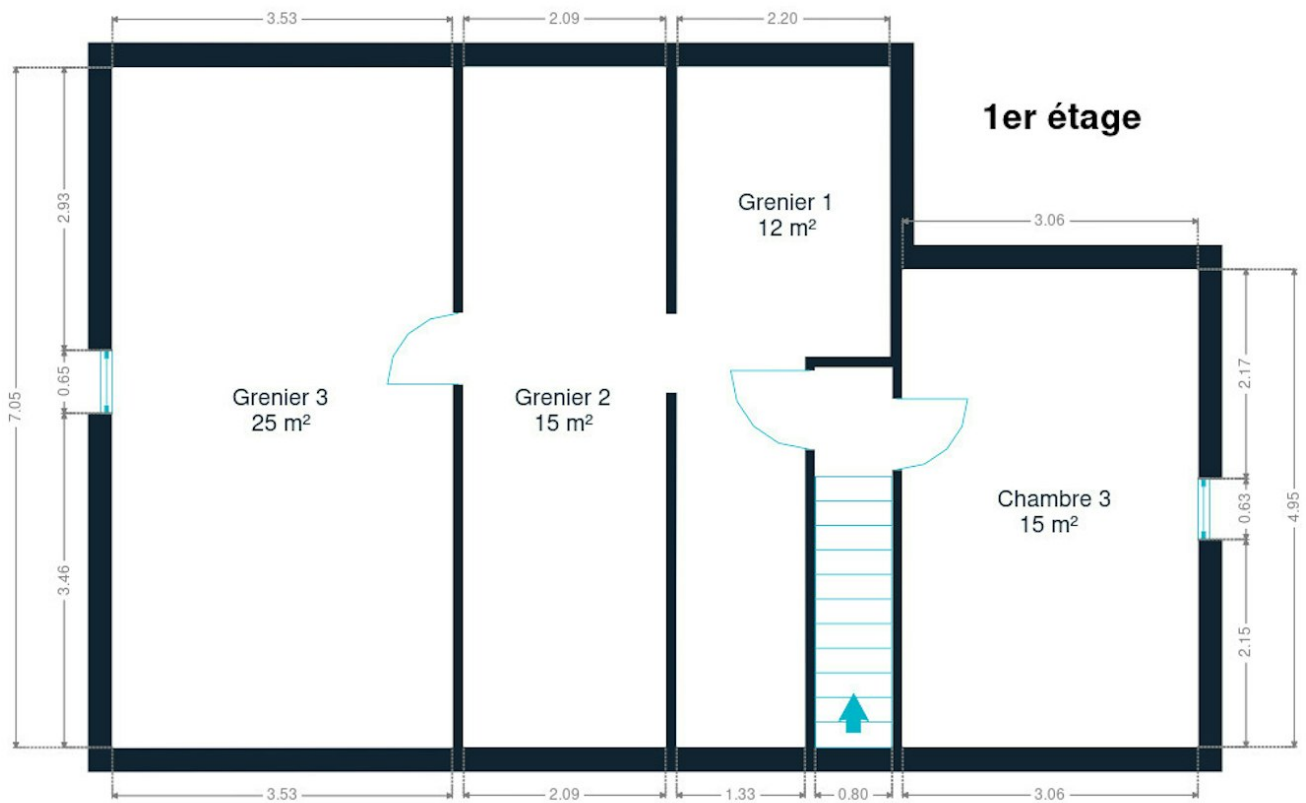 3.53
2.09
2.20
1er étage
Grenier 1
12 m²
3.06
2.93
0.65
7.05
3.46
Grenier 3
25 m²
Grenier 2
15 m²
2.17
0.63
4.95
2.15
Chambre 3
15 m²
3.53
2.09
1.33
0.80
3.06